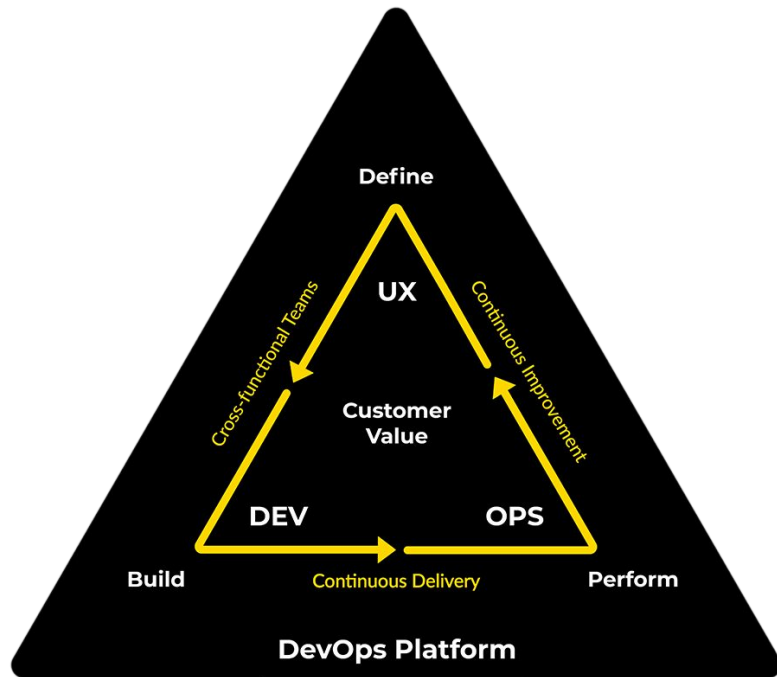 Define
UX
Cross-functional Teams
Continuous Improvement
Customer
Value
DEV
OPS
Build
Continuous Delivery
Perform
DevOps Platform